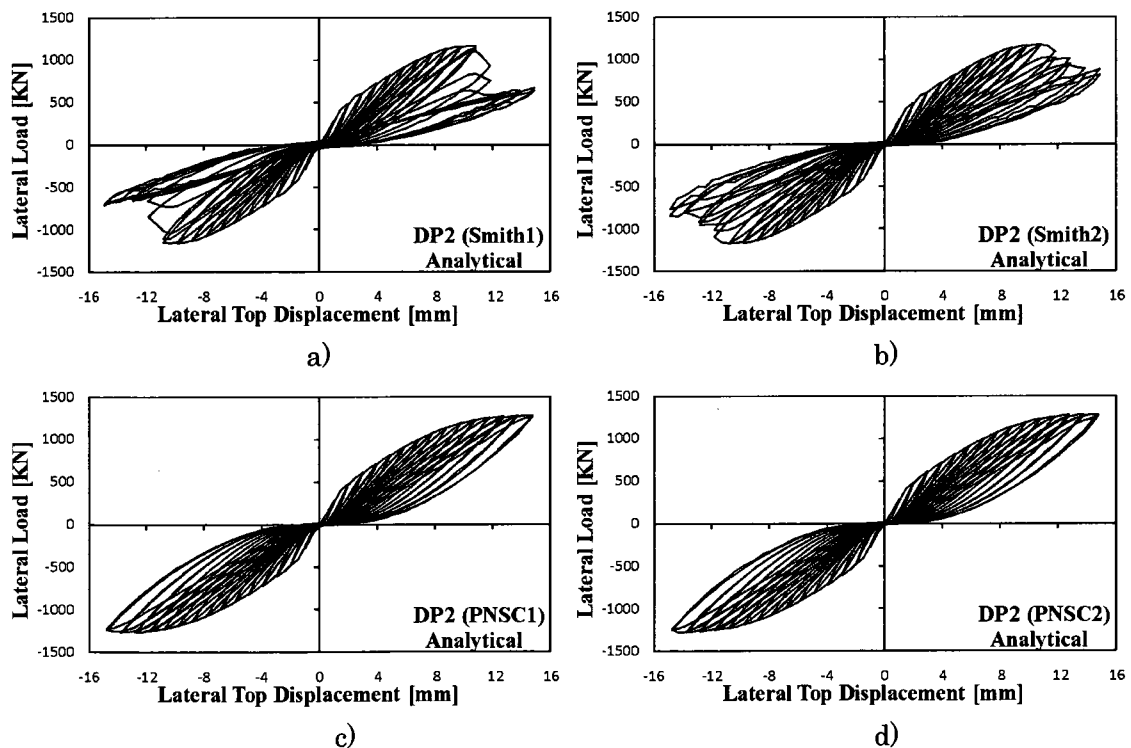 1500
1000
500
0
-500
-1000
-1500
Lateral Load [KN]
DP2 (Smith1)
Analytical
-16 -12 -8 -4 0 4 8 12 16
Lateral Top Displacement [mm]
a)
1500
1000
500
0
-500
-1000
-1500
Lateral Load [KN]
DP2 (Smith2)
Analytical
-16 -12 -8 -4 0 4 8 12 16
Lateral Top Displacement [mm]
b)
1500
1000
500
0
-500
-1000
-1500
Lateral Load [KN]
DP2 (PNSC1)
Analytical
-16 -12 -8 -4 0 4 8 12 16
Lateral Top Displacement [mm]
c)
1500
1000
500
0
-500
-1000
-1500
Lateral Load [KN]
DP2 (PNSC2)
Analytical
-16 -12 -8 -4 0 4 8 12 16
Lateral Top Displacement [mm]
d)